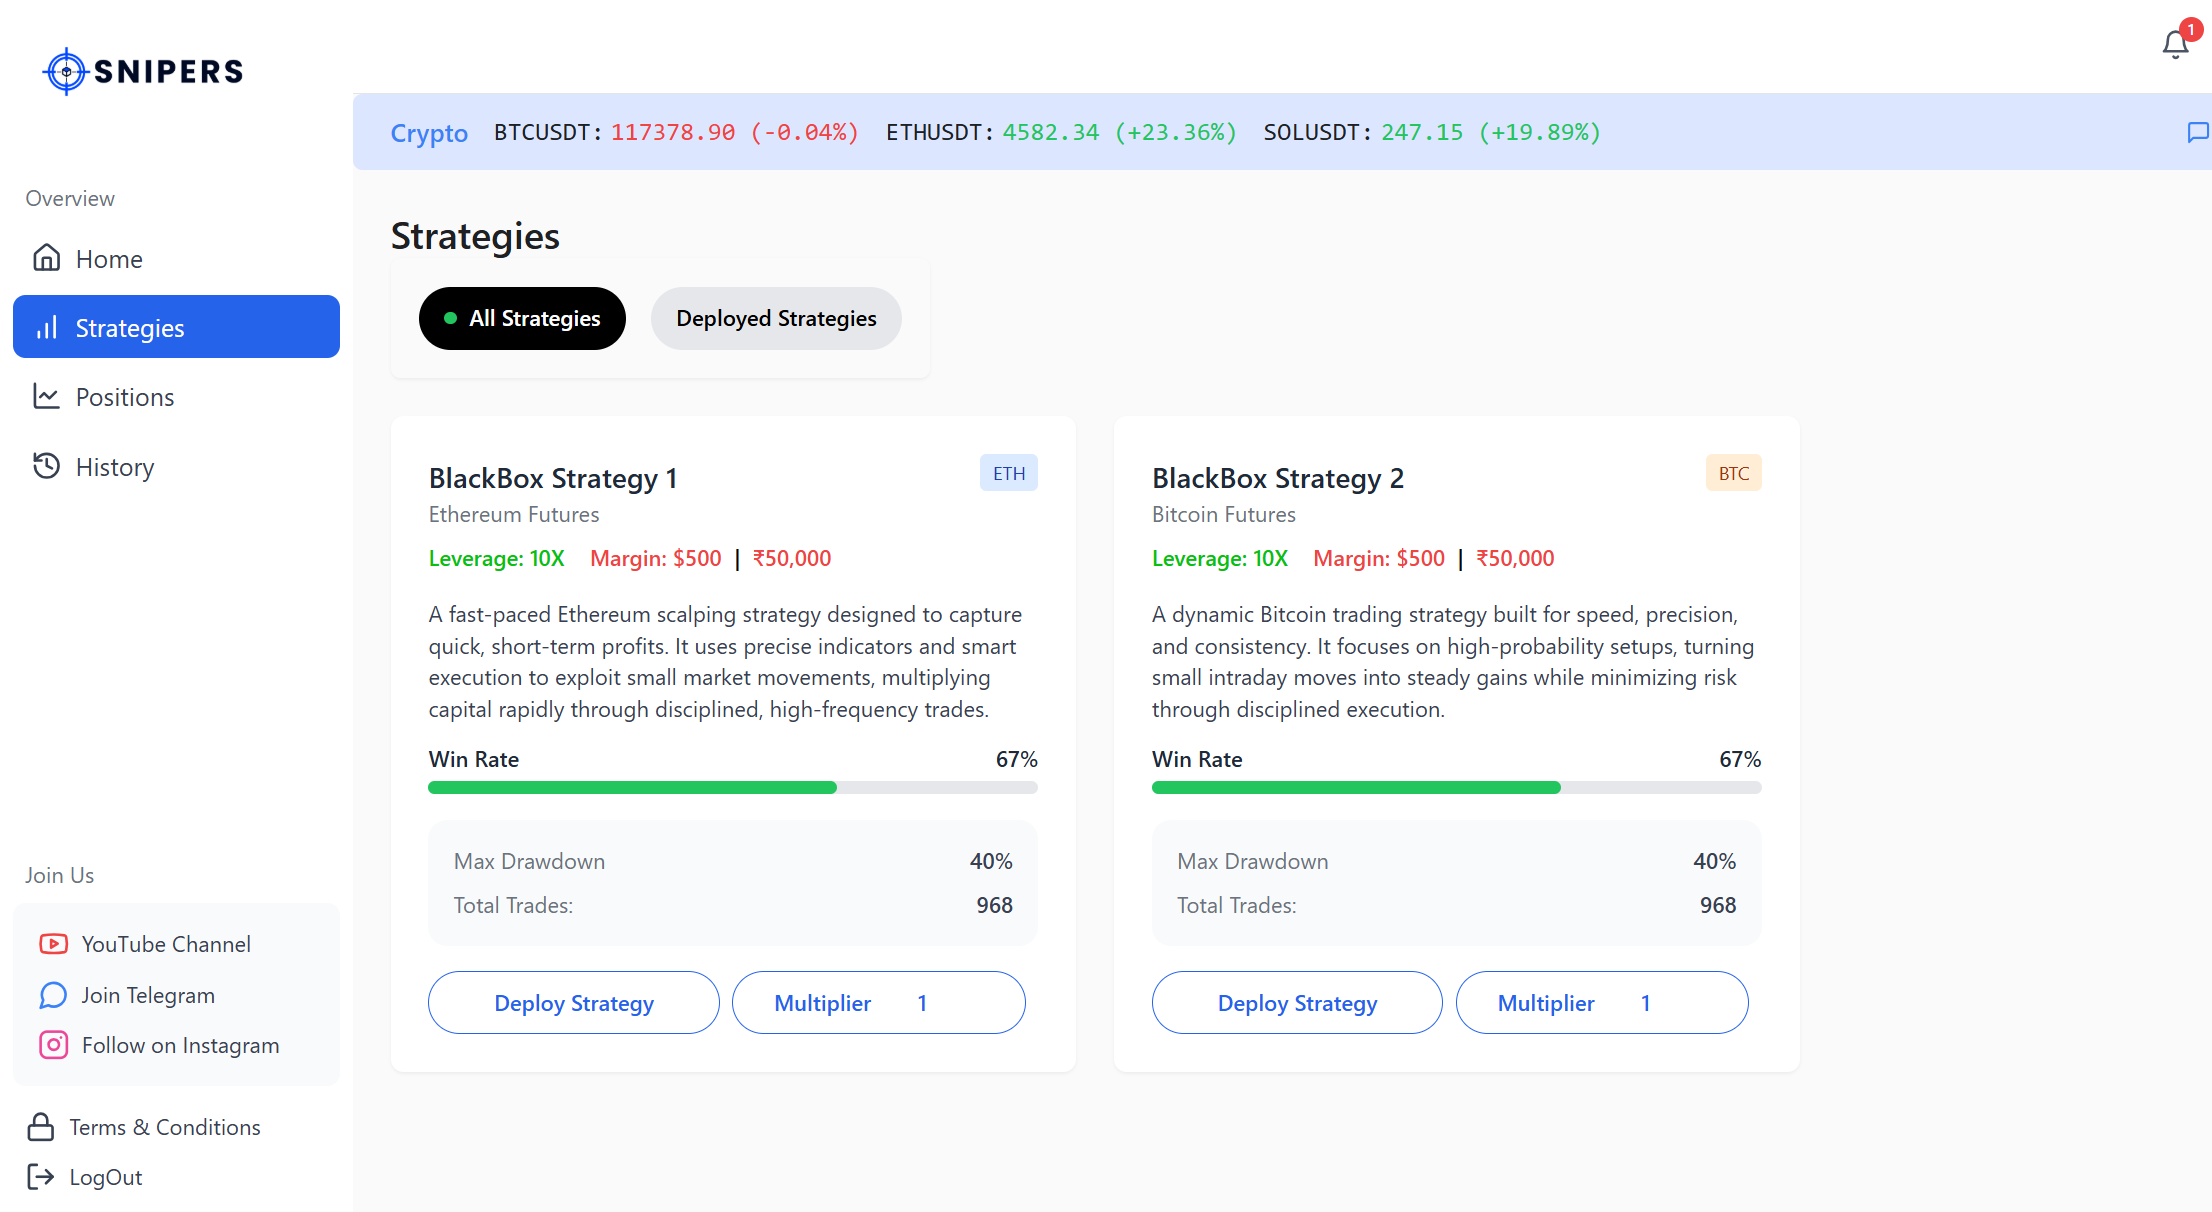 SNIPERS
1
Crypto BTCUSDT: 117378.90 (-0.04%) ETHUSDT: 4582.34 (+23.36%) SOLUSDT: 247.15 (+19.89%)
Overview
Home
Strategies
Positions
History
Join Us
YouTube Channel
Join Telegram
Follow on Instagram
Terms & Conditions
LogOut
Strategies
All Strategies Deployed Strategies
BlackBox Strategy 1 ETH
Ethereum Futures
Leverage: 10X Margin: $500 | ₹50,000
A fast-paced Ethereum scalping strategy designed to capture
quick, short-term profits. It uses precise indicators and smart
execution to exploit small market movements, multiplying
capital rapidly through disciplined, high-frequency trades.
Win Rate 67%
Max Drawdown 40%
Total Trades: 968
Deploy Strategy Multiplier 1
BlackBox Strategy 2 BTC
Bitcoin Futures
Leverage: 10X Margin: $500 | ₹50,000
A dynamic Bitcoin trading strategy built for speed, precision,
and consistency. It focuses on high-probability setups, turning
small intraday moves into steady gains while minimizing risk
through disciplined execution.
Win Rate 67%
Max Drawdown 40%
Total Trades: 968
Deploy Strategy Multiplier 1